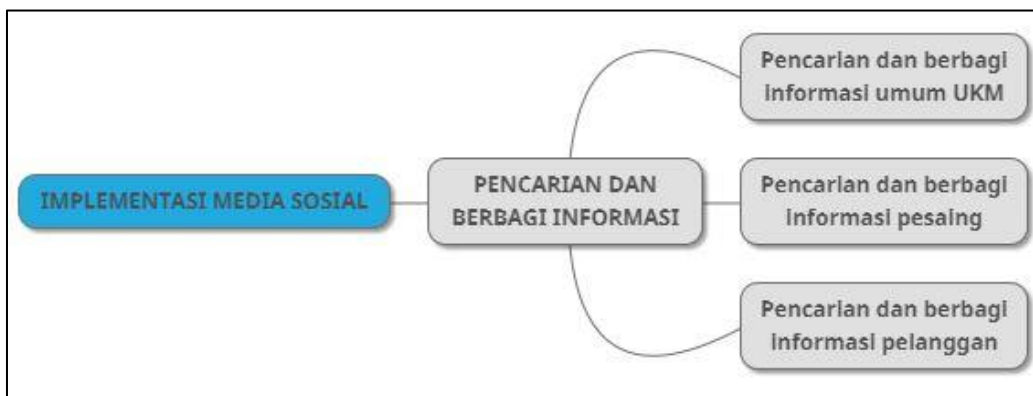 IMPLEMENTASI MEDIA SOSIAL
PENCARIAN DAN
BERBAGI INFORMASI
Pencarian dan berbagi
informasi umum UKM
Pencarian dan berbagi
informasi pesaing
Pencarian dan berbagi
informasi pelanggan